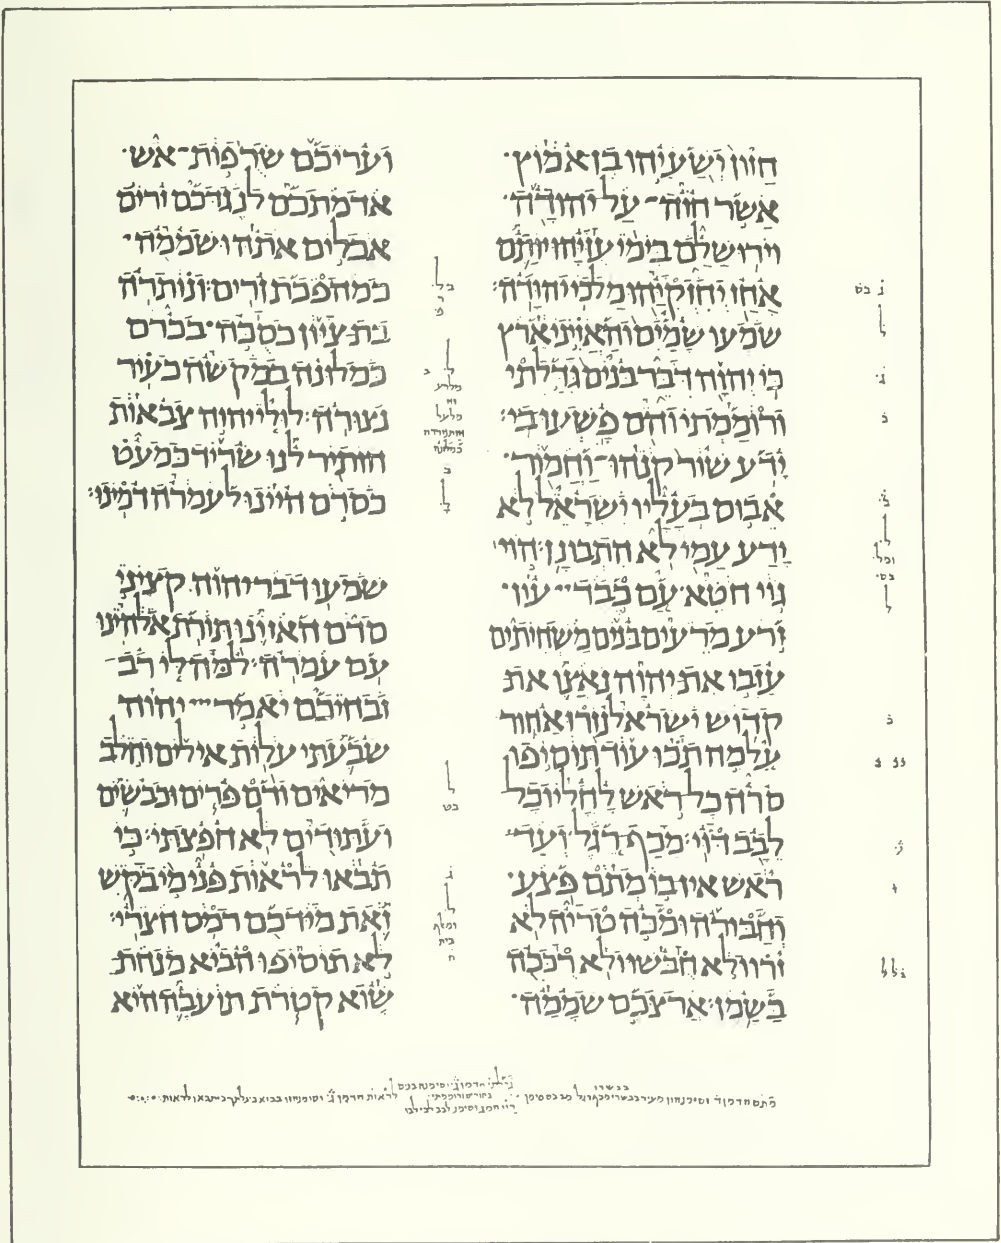 חזון ישעיהו בן אמוץ
אשר חזה על יהודה
וירושלם בימי עזיהו יותם
אחז יחזקיהו מלכי יהודה׃
שמעו שמים והאזיני ארץ
כי יהוה דבר בנים גדלתי
ורוממתי והם פשעו בי׃
ידע שור קנהו וחמור
אבוס בעליו ישראל לא
ידע עמי לא התבונן׃ הוי
גוי חטא עם כבד עון
זרע מרעים בנים משחיתים
עזבו את יהוה נאצו את
קדוש ישראל נזרו אחור
על מה תכו עוד תוסיפו
סרה כל ראש לחלי וכל
לבב דוי׃ מכף רגל ועד
ראש אין בו מתם פצע
וחבורה ומכה טריה לא
זרו ולא חבשו ולא רככה
בשמן׃ ארצכם שממה
ועריכם שרפות אש
אדמתכם לנגדכם זרים
אכלים אתה ושממה
כמהפכת זרים׃ ונותרה
בת ציון כסכה בכרם
כמלונה במקשה כעיר
נצורה׃ לולי יהוה צבאות
הותיר לנו שריד כמעט
כסדם היינו לעמרה דמינו׃
שמעו דבר יהוה קציני
סדם האזינו תורת אלהינו
עם עמרה׃ למה לי רב
זבחיכם יאמר יהוה
שבעתי עלות אילים וחלב
מריאים ודם פרים וכבשים
ועתודים לא חפצתי׃ כי
תבאו לראות פני מי בקש
זאת מידכם רמס חצרי׃
לא תוסיפו הביא מנחת
שוא קטרת תועבה היא